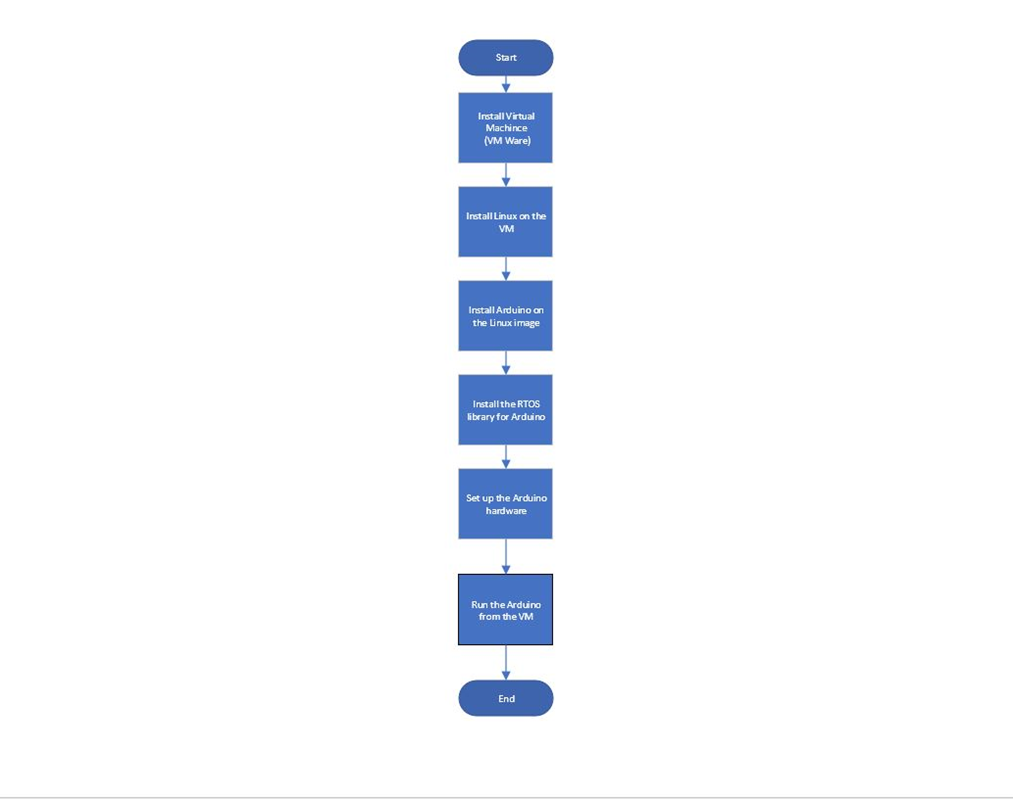 Start
Install Virtual
Machince
(VM Ware)
Install Linux on the
VM
Install Arduino on
the Linux image
Install the RTOS
library for Arduino
Set up the Arduino
hardware
Run the Arduino
from the VM
End